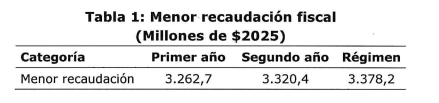 Tabla 1: Menor recaudación fiscal
(Millones de $2025)
Categoría Primer año Segundo año Régimen
Menor recaudación 3.262,7 3.320,4 3.378,2